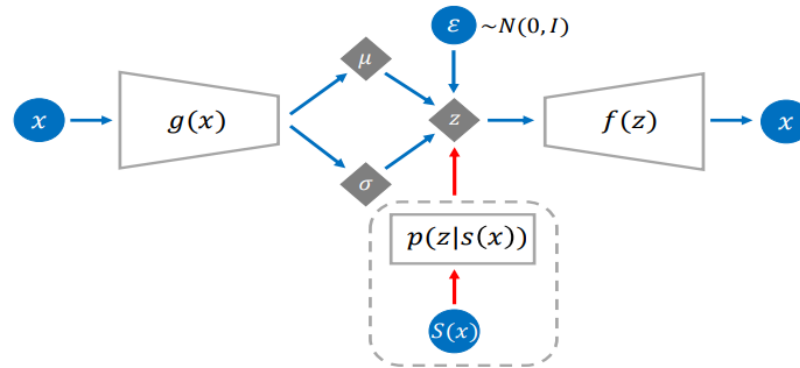 ε ~N(0, I)
μ
x g(x) z f(z) x
σ
p(z|s(x))
S(x)